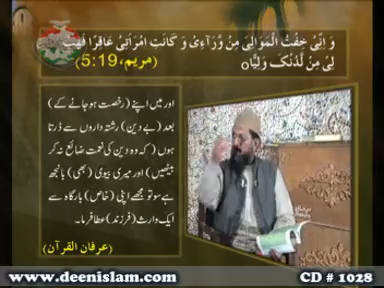 وَ اِنِّیْ خِفْتُ الْمَوَالِیَ مِنْ وَّرَآءِیْ وَ کَانَتِ امْرَاَتِیْ عَاقِرًا فَهَبْ
لِیْ مِنْ لَّدُنْکَ وَلِیًّاo (مریم، 5:19)
اور میں اپنے (رخصت ہو جانے کے)
بعد (بے دین) رشتہ داروں سے ڈرتا
ہوں (کہ وہ دین کی نعمت ضائع نہ کر
بیٹھیں) اور میری بیوی (بھی) بانجھ
ہے سو تو مجھے اپنی (خاص) بارگاہ سے
ایک وارث (فرزند) عطا فرما۔
(عرفان القرآن)
www.deenislam.com
CD # 1028